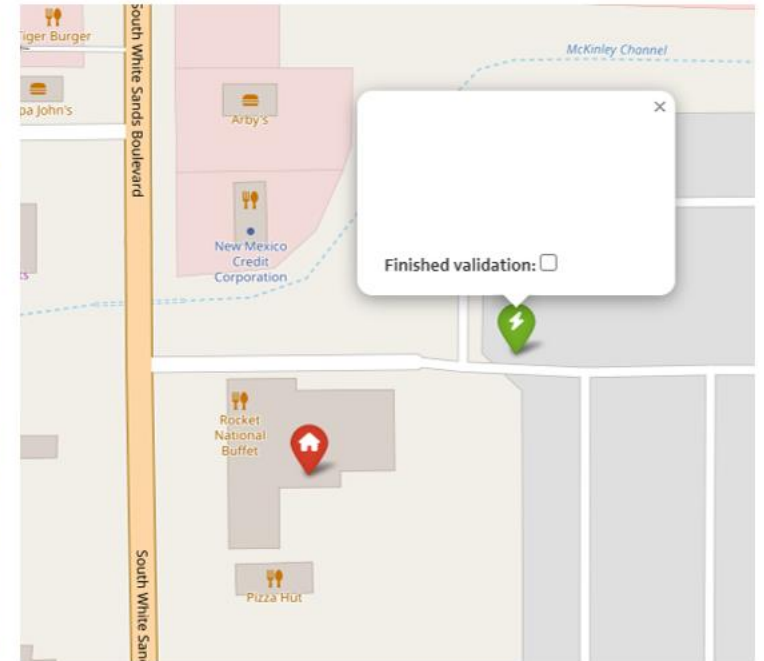 iger Burger
pa John's
South White Sands Boulevard
Arby's
New Mexico
Credit
Corporation
McKinley Channel
×
Finished validation:
Rocket
National
Buffet
Pizza Hut
South White San